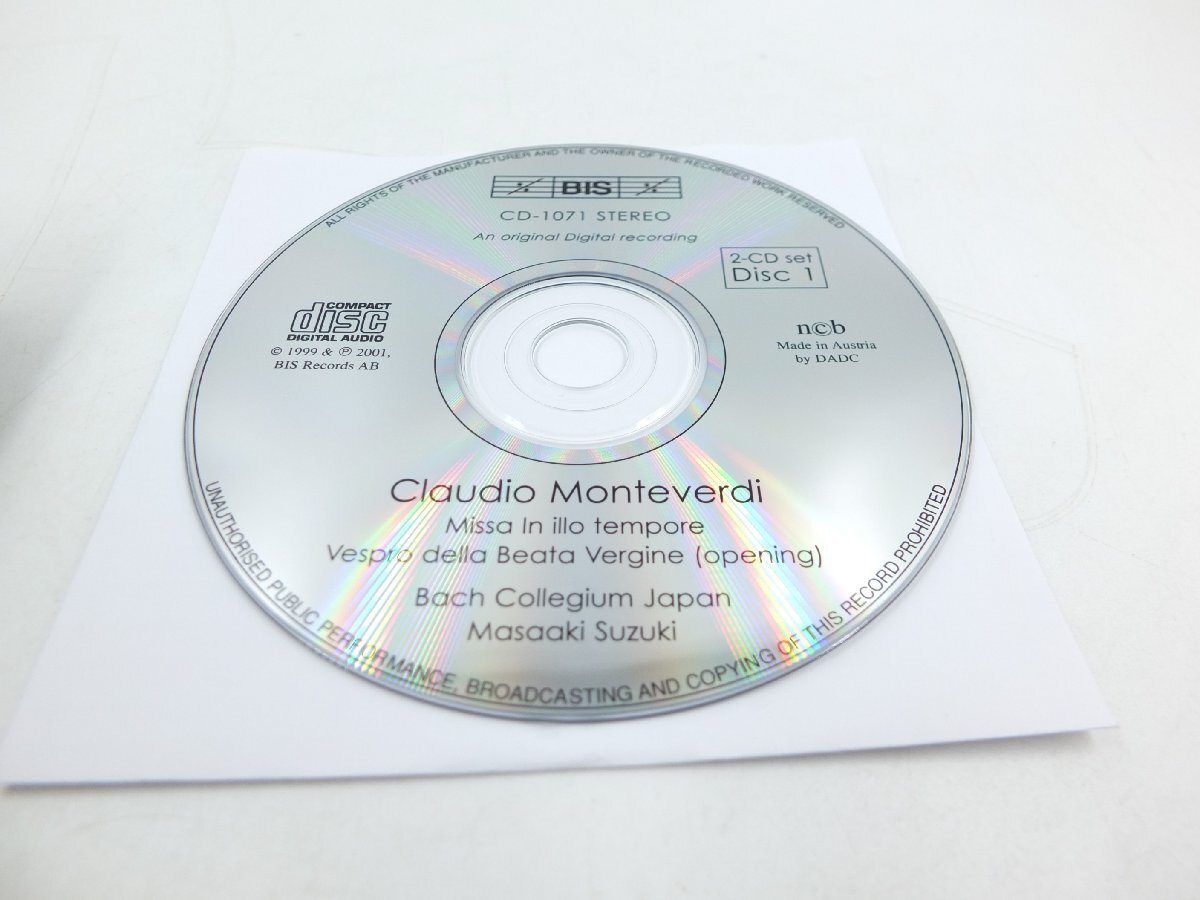 ALL RIGHTS OF THE MANUFACTURER AND THE OWNER OF THE RECORDED WORK RESERVED
BIS
CD-1071 STEREO
An original Digital recording
2-CD set
Disc 1
COMPACT
disc
DIGITAL AUDIO
© 1999 & ℗ 2001,
BIS Records AB
n©b
Made in Austria
by DADC
Claudio Monteverdi
Missa In illo tempore
Vespro della Beata Vergine (opening)
Bach Collegium Japan
Masaaki Suzuki
UNAUTHORISED PUBLIC PERFORMANCE, BROADCASTING AND COPYING OF THIS RECORD PROHIBITED